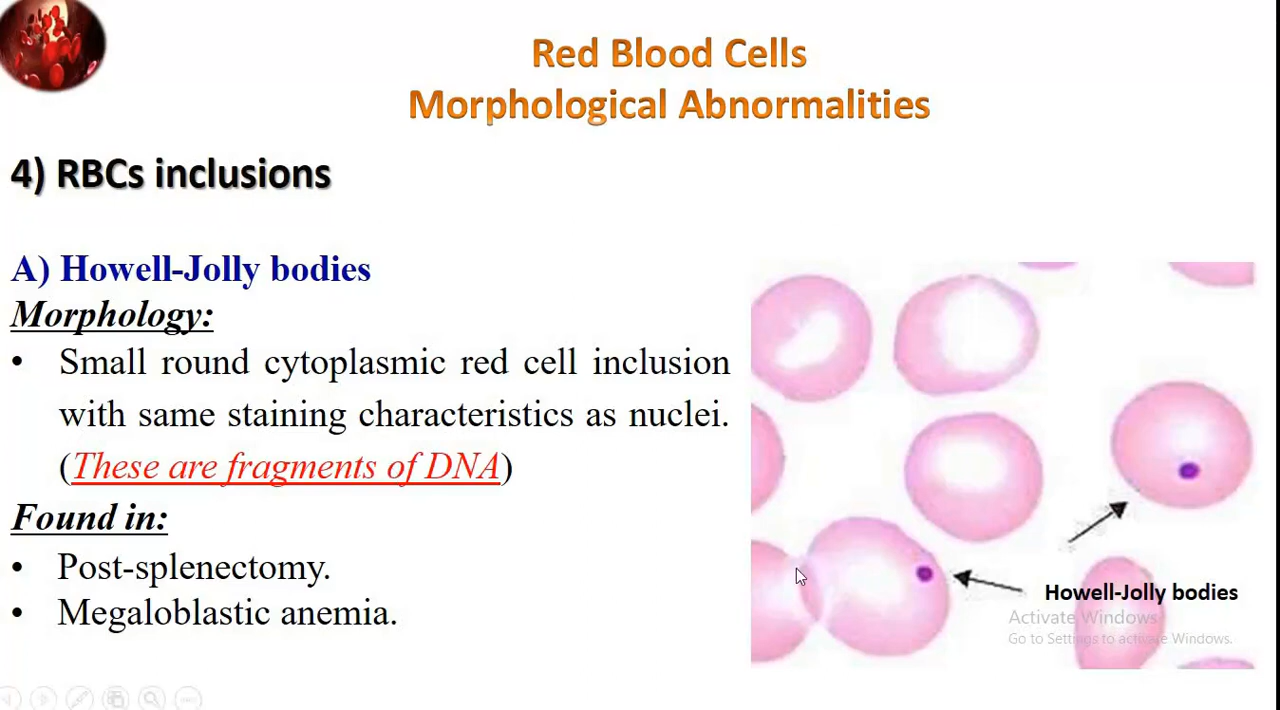 Red Blood Cells
Morphological Abnormalities
4) RBCs inclusions
A) Howell-Jolly bodies
Morphology:
• Small round cytoplasmic red cell inclusion
with same staining characteristics as nuclei.
(These are fragments of DNA)
Found in:
• Post-splenectomy.
• Megaloblastic anemia.
Howell-Jolly bodies
Activate Windows
Go to Settings to activate Windows.